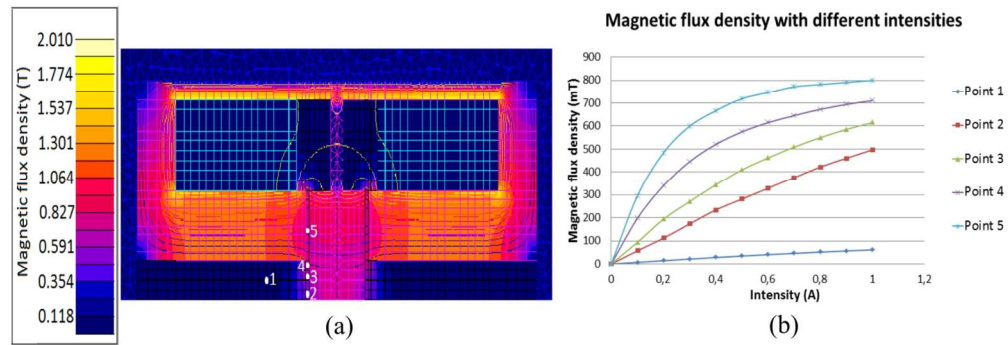 Magnetic flux density (T)
2.010
1.774
1.537
1.301
1.064
0.827
0.591
0.354
0.118
5
4
3
1
2
(a)
Magnetic flux density with different intensities
Magnetic flux density (mT)
900
800
700
600
500
400
300
200
100
0
0
0,2
0,4
0,6
0,8
1
1,2
Intensity (A)
Point 1
Point 2
Point 3
Point 4
Point 5
(b)